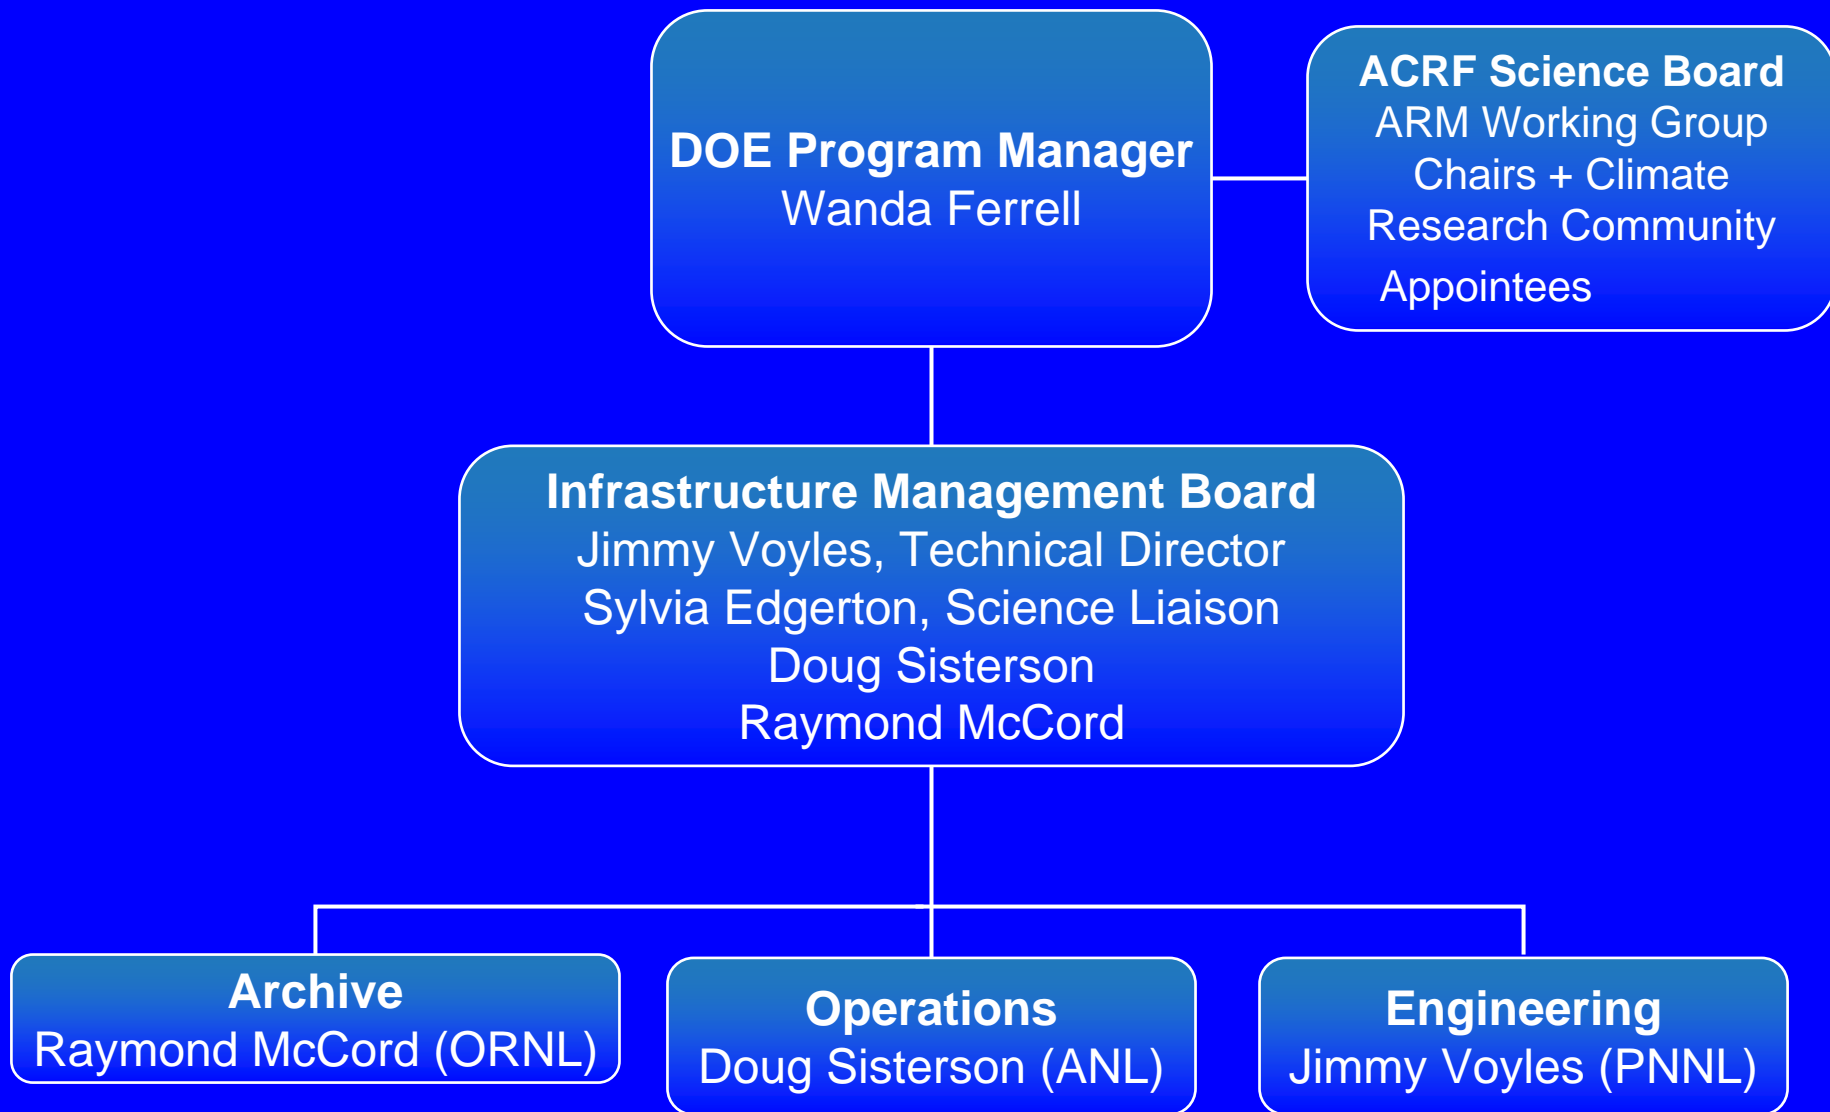 DOE Program Manager
Wanda Ferrell
ACRF Science Board
ARM Working Group
Chairs + Climate
Research Community
Appointees
Infrastructure Management Board
Jimmy Voyles, Technical Director
Sylvia Edgerton, Science Liaison
Doug Sisterson
Raymond McCord
Archive
Raymond McCord (ORNL)
Operations
Doug Sisterson (ANL)
Engineering
Jimmy Voyles (PNNL)